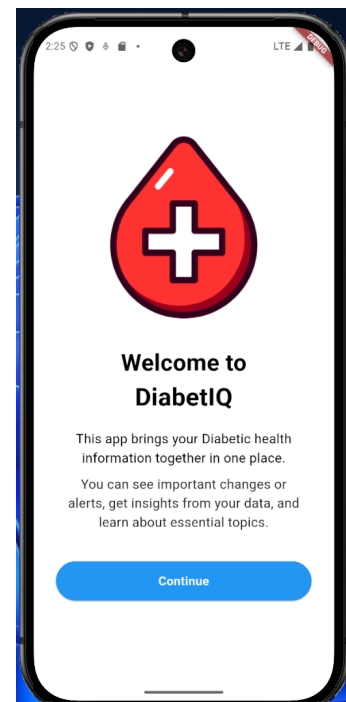 2:25
LTE
DEBUG
Welcome to
DiabetIQ
This app brings your Diabetic health
information together in one place.
You can see important changes or
alerts, get insights from your data, and
learn about essential topics.
Continue